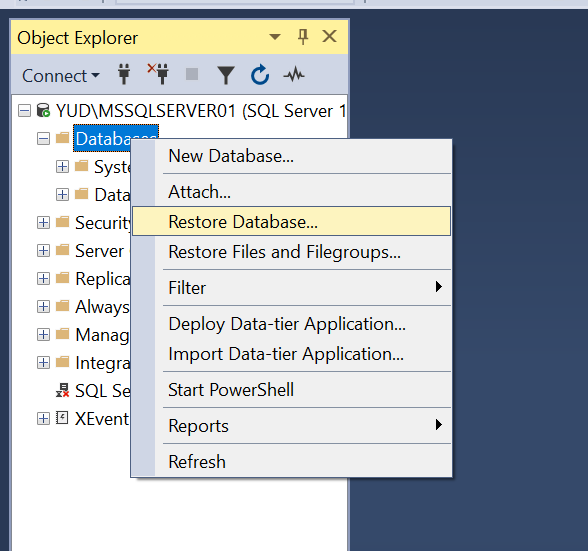 Object Explorer
Connect
YUD\MSSQLSERVER01 (SQL Server 1
Databases
Syste
Data
Security
Server
Replica
Always
Manag
Integra
SQL Se
XEvent
New Database...
Attach...
Restore Database...
Restore Files and Filegroups...
Filter
Deploy Data-tier Application...
Import Data-tier Application...
Start PowerShell
Reports
Refresh